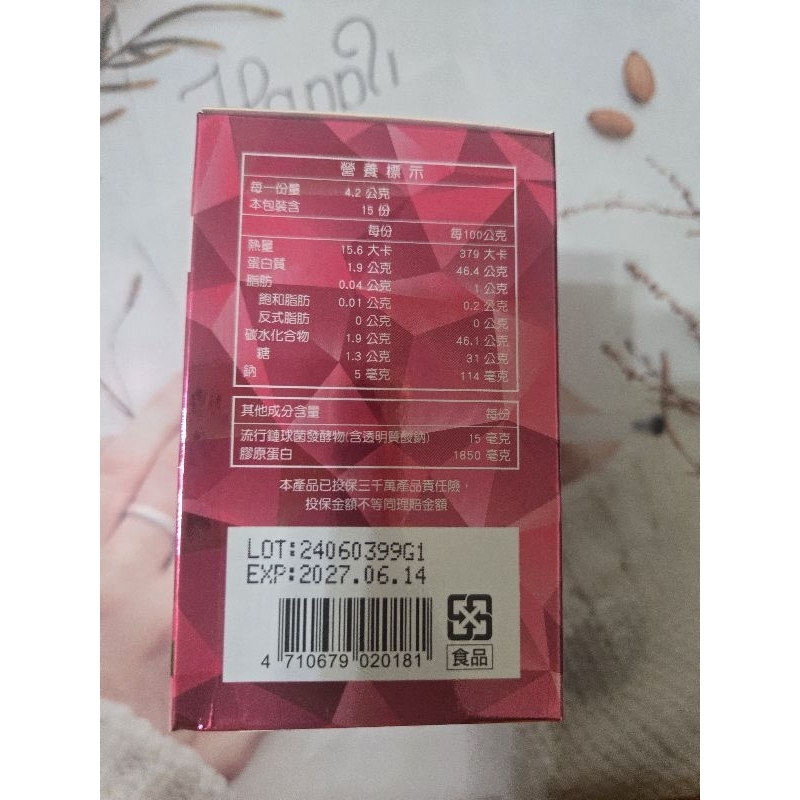 Happli
營養標示
每一份量 4.2 公克
本包裝含 15 份
每份 每100公克
熱量 15.6 大卡 379 大卡
蛋白質 1.9 公克 46.4 公克
脂肪 0.04 公克 1 公克
飽和脂肪 0.01 公克 0.2 公克
反式脂肪 0 公克 0 公克
碳水化合物 1.9 公克 46.1 公克
糖 1.3 公克 31 公克
鈉 5 毫克 114 毫克
其他成分含量 每份
流行鏈球菌發酵物(含透明質酸鈉) 15 毫克
膠原蛋白 1850 毫克
本產品已投保三千萬產品責任險，
投保金額不等同理賠金額
LOT:24060399G1
EXP:2027.06.14
4 710679 020181
食品